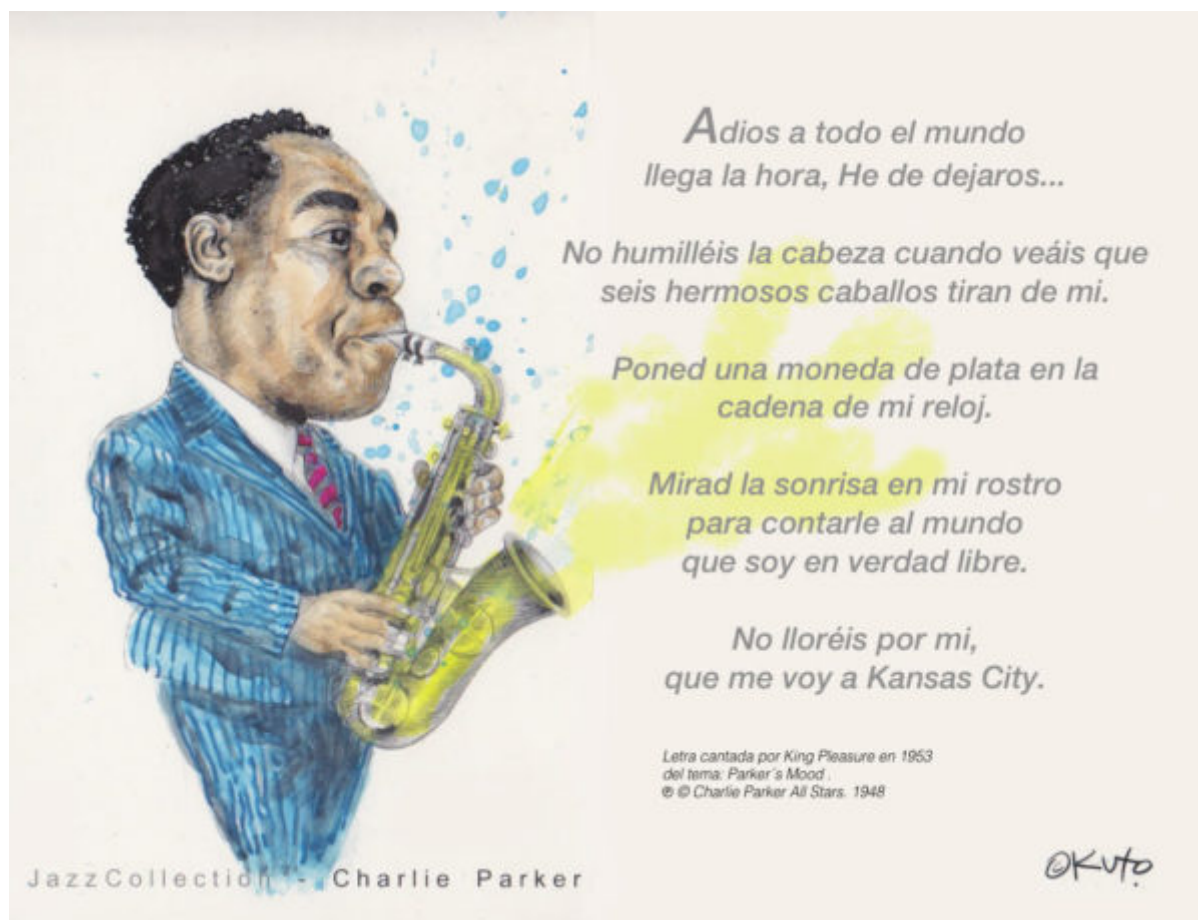 Adios a todo el mundo
llega la hora, He de dejaros...
No humilléis la cabeza cuando veáis que
seis hermosos caballos tiran de mi.
Poned una moneda de plata en la
cadena de mi reloj.
Mirad la sonrisa en mi rostro
para contarle al mundo
que soy en verdad libre.
No lloréis por mi,
que me voy a Kansas City.
Letra cantada por King Pleasure en 1953
del tema: Parker´s Mood .
℗ © Charlie Parker All Stars. 1948
©Kuto
JazzCollection - Charlie Parker